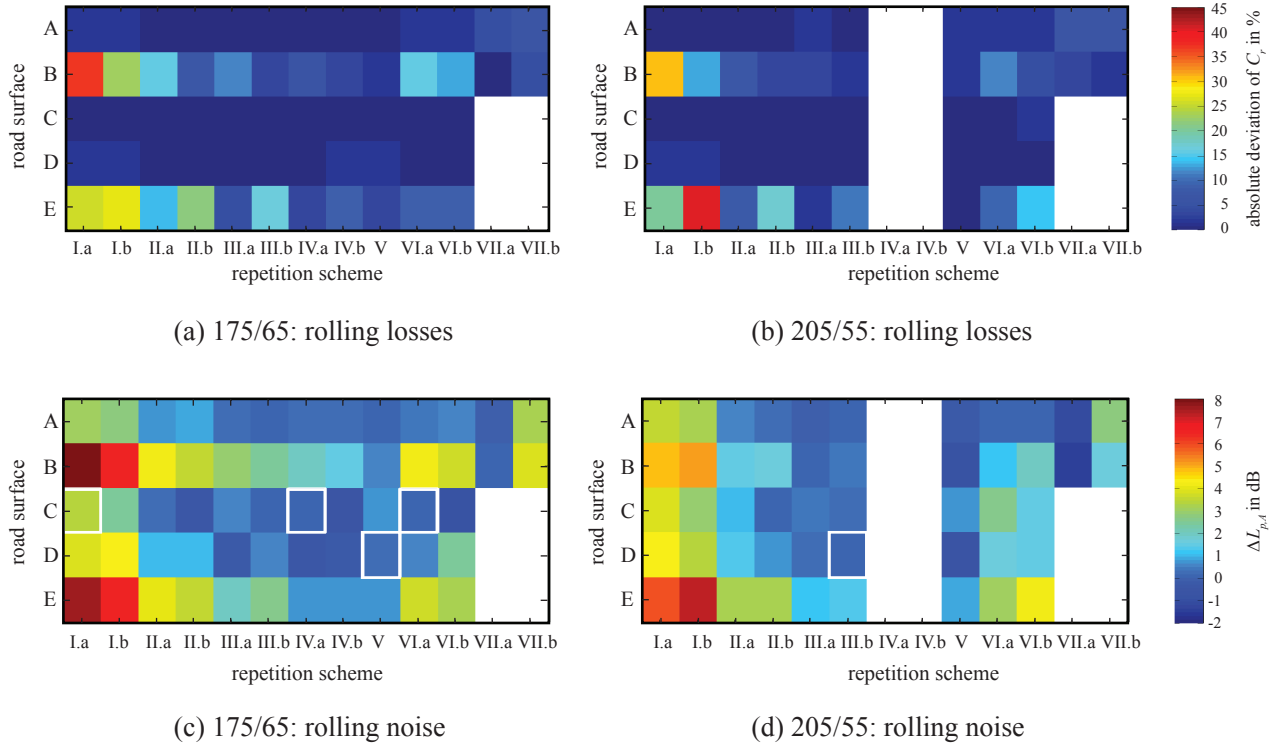 A
B
C
D
E
road surface
I.a I.b II.a II.b III.a III.b IV.a IV.b V VI.a VI.b VII.a VII.b
repetition scheme
(a) 175/65: rolling losses
A
B
C
D
E
road surface
I.a I.b II.a II.b III.a III.b IV.a IV.b V VI.a VI.b VII.a VII.b
repetition scheme
(b) 205/55: rolling losses
45
40
35
30
25
20
15
10
5
0
absolute deviation of C_r in %
A
B
C
D
E
road surface
I.a I.b II.a II.b III.a III.b IV.a IV.b V VI.a VI.b VII.a VII.b
repetition scheme
(c) 175/65: rolling noise
A
B
C
D
E
road surface
I.a I.b II.a II.b III.a III.b IV.a IV.b V VI.a VI.b VII.a VII.b
repetition scheme
(d) 205/55: rolling noise
8
7
6
5
4
3
2
1
0
-1
-2
ΔL_{p,A} in dB